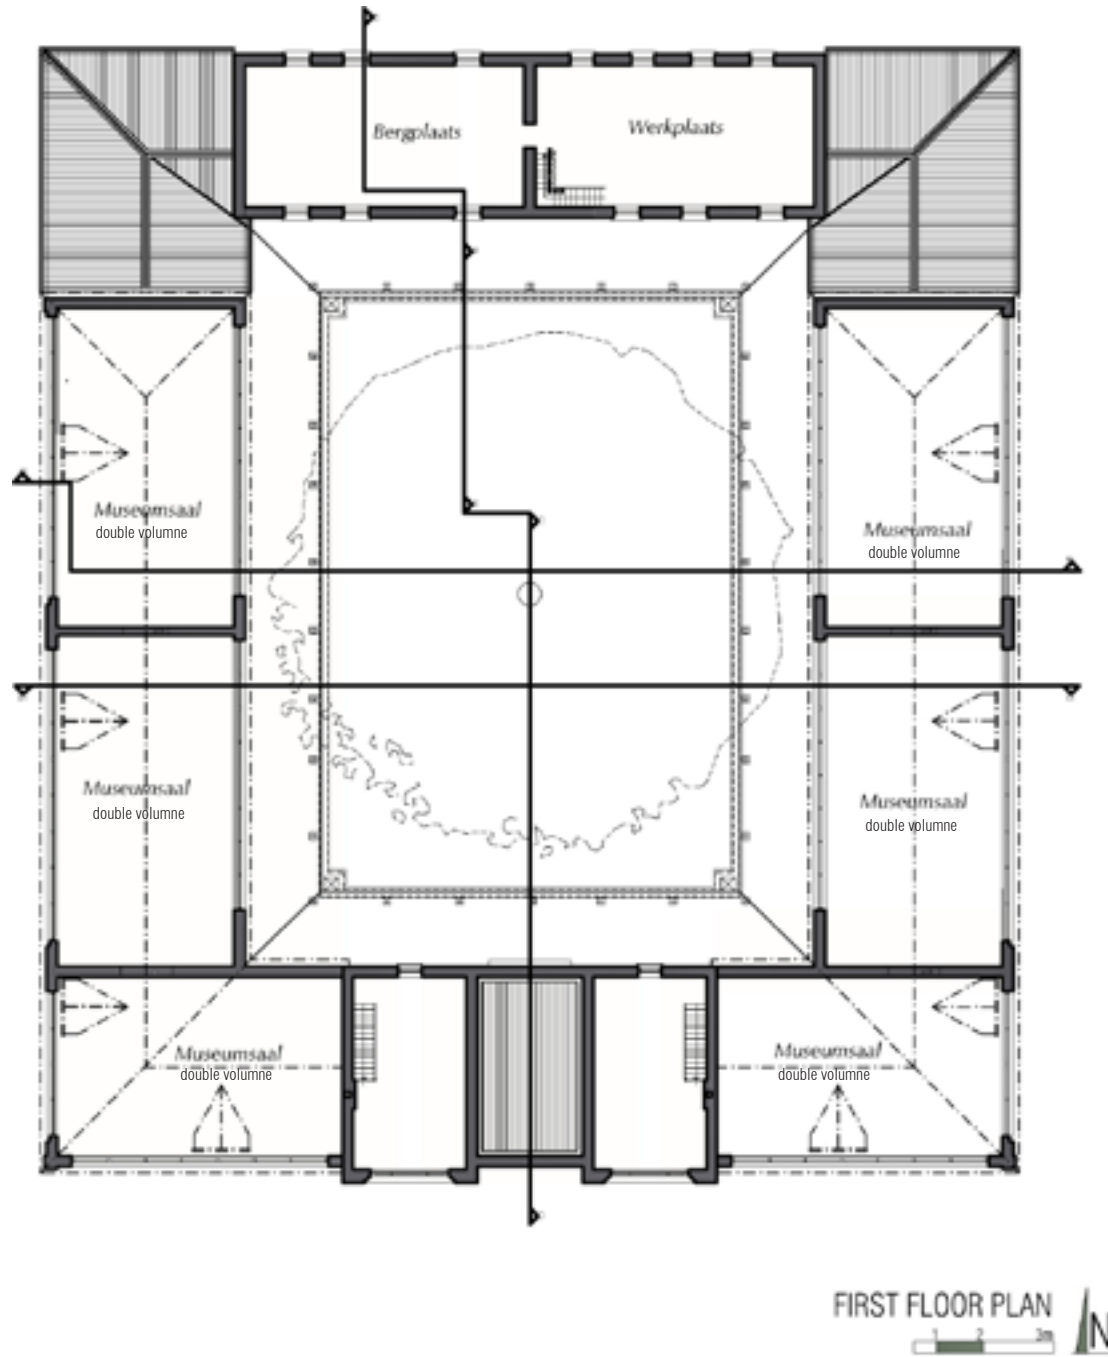 Bergplaats
Werkplaats
Museumsaal
double volumne
Museumsaal
double volumne
Museumsaal
double volumne
Museumsaal
double volumne
Museumsaal
double volumne
Museumsaal
double volumne
FIRST FLOOR PLAN
1 2 3m
N